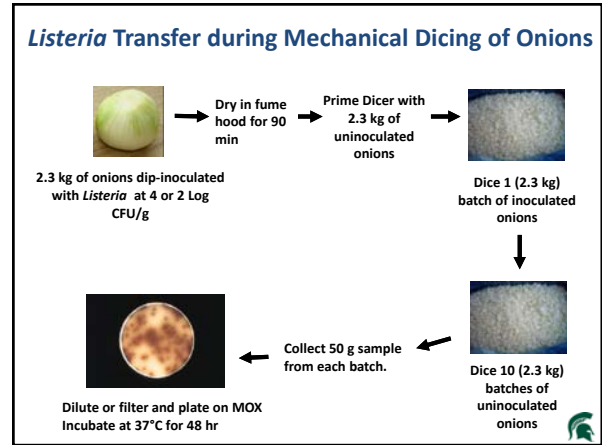 Listeria Transfer during Mechanical Dicing of Onions
2.3 kg of onions dip-inoculated
with Listeria at 4 or 2 Log
CFU/g
Dry in fume
hood for 90
min
Prime Dicer with
2.3 kg of
uninoculated
onions
Dice 1 (2.3 kg)
batch of inoculated
onions
Dice 10 (2.3 kg)
batches of
uninoculated
onions
Collect 50 g sample
from each batch.
Dilute or filter and plate on MOX
Incubate at 37°C for 48 hr